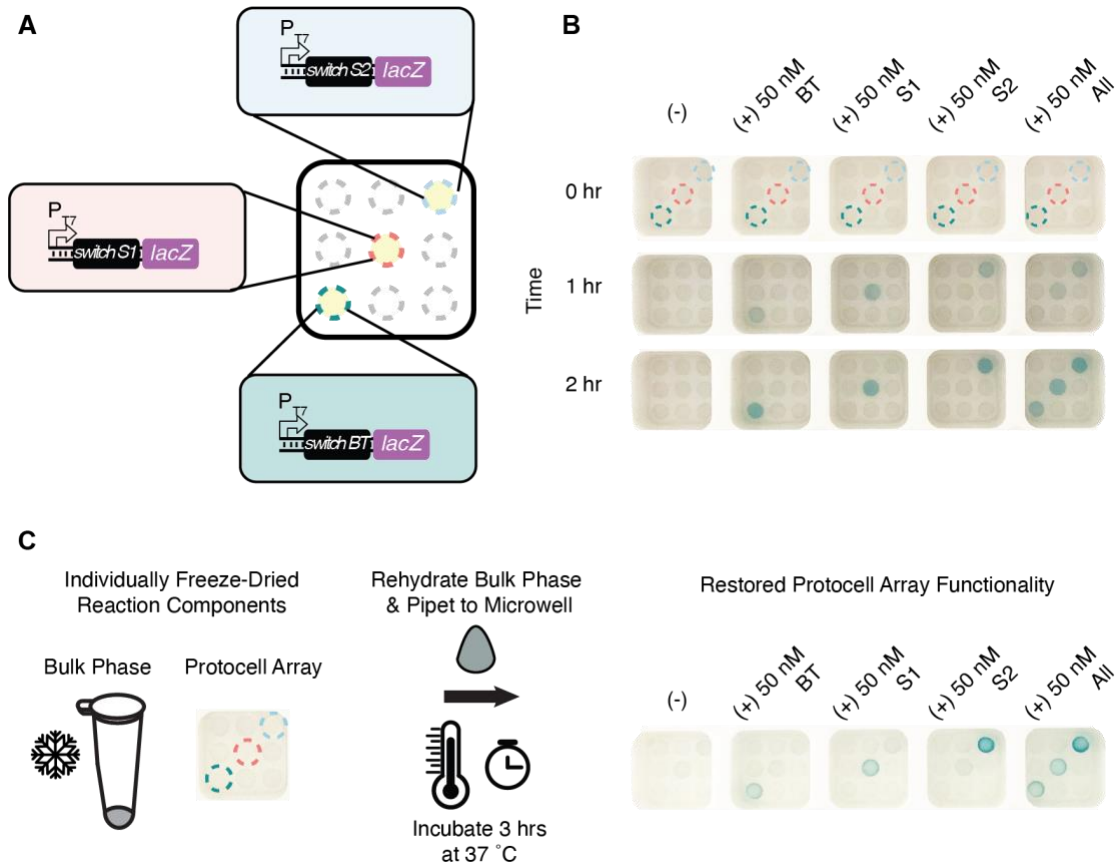 A
P
T7
switch S2 lacZ
P
T7
switch S1 lacZ
P
T7
switch BT lacZ
B
(-)
(+) 50 nM
BT
(+) 50 nM
S1
(+) 50 nM
S2
(+) 50 nM
All
Time
0 hr
1 hr
2 hr
C
Individually Freeze-Dried
Reaction Components
Bulk Phase
Protocell Array
Rehydrate Bulk Phase
& Pipet to Microwell
Incubate 3 hrs
at 37 ˚C
Restored Protocell Array Functionality
(-)
(+) 50 nM
BT
(+) 50 nM
S1
(+) 50 nM
S2
(+) 50 nM
All